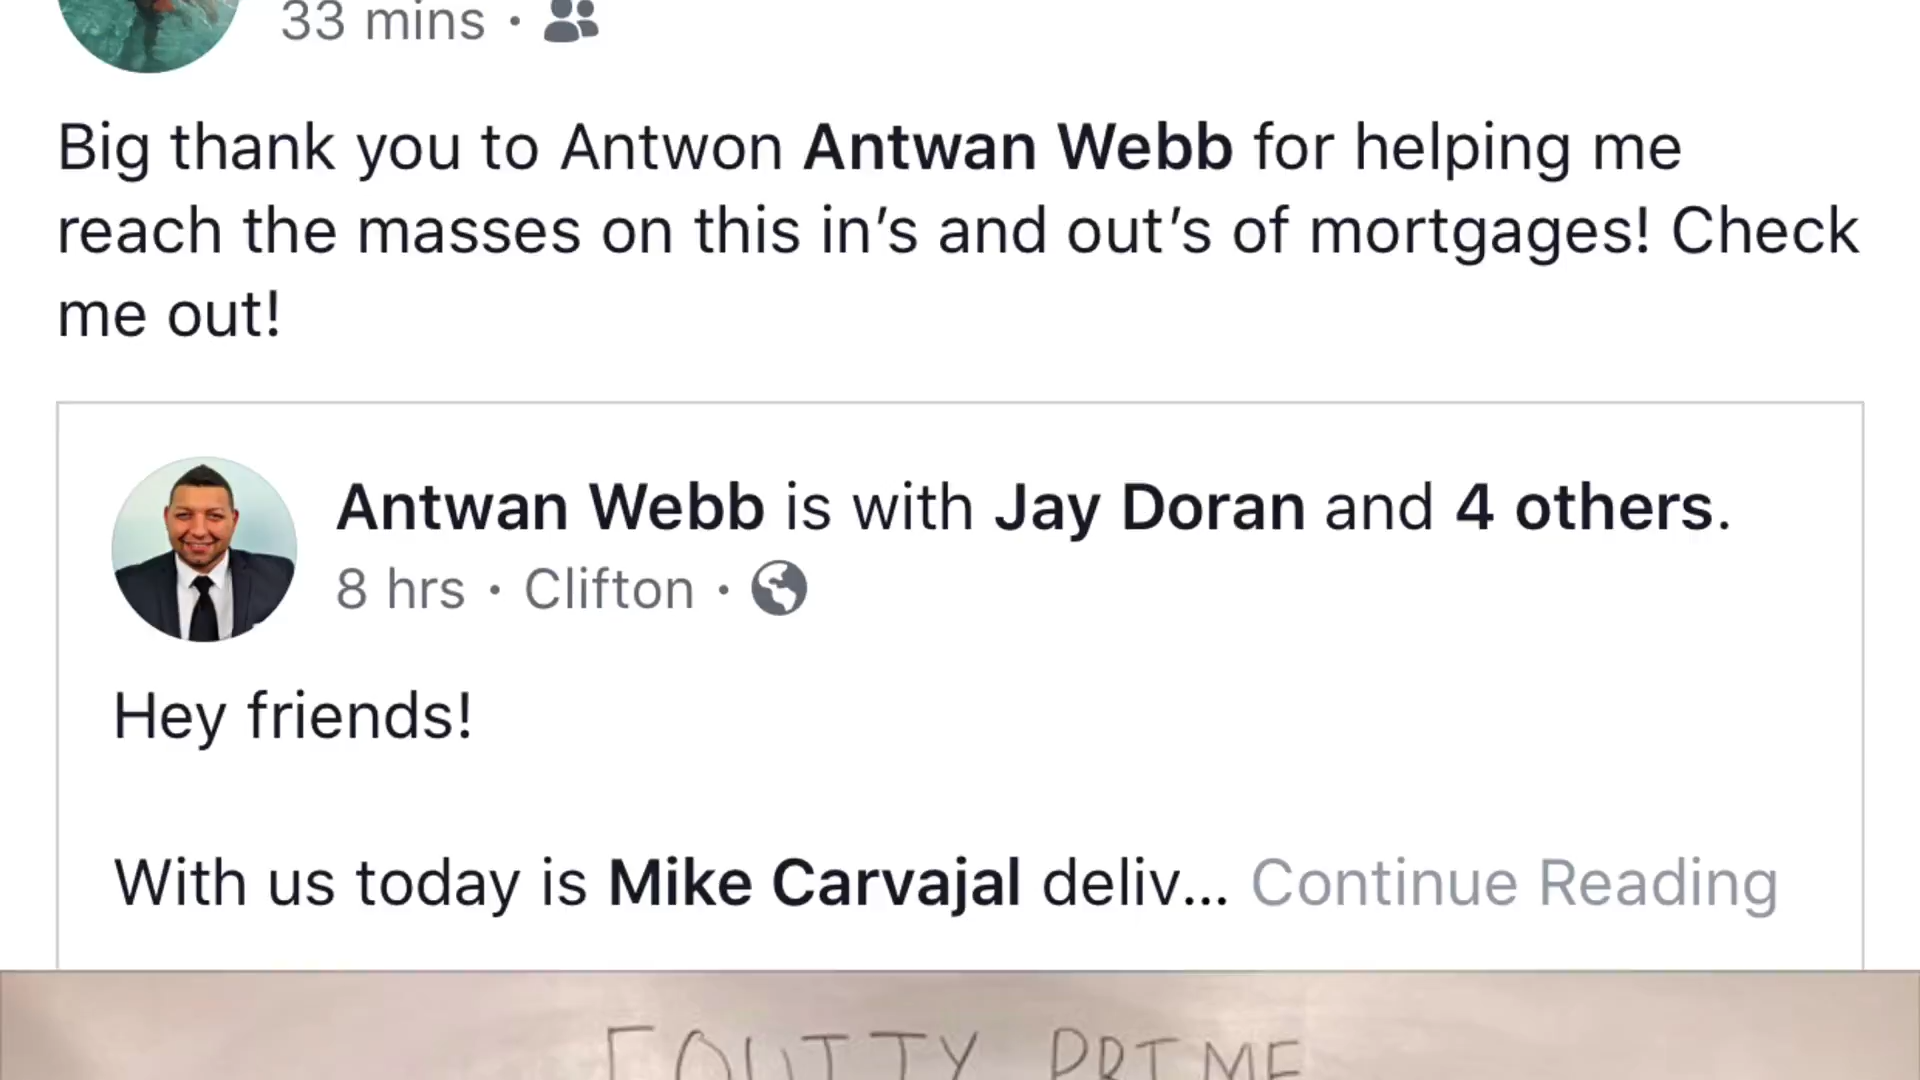 33 mins ·
Big thank you to Antwon Antwan Webb for helping me
reach the masses on this in’s and out’s of mortgages! Check
me out!
Antwan Webb is with Jay Doran and 4 others.
8 hrs · Clifton ·
Hey friends!
With us today is Mike Carvajal deliv... Continue Reading
EQUITY PRIME